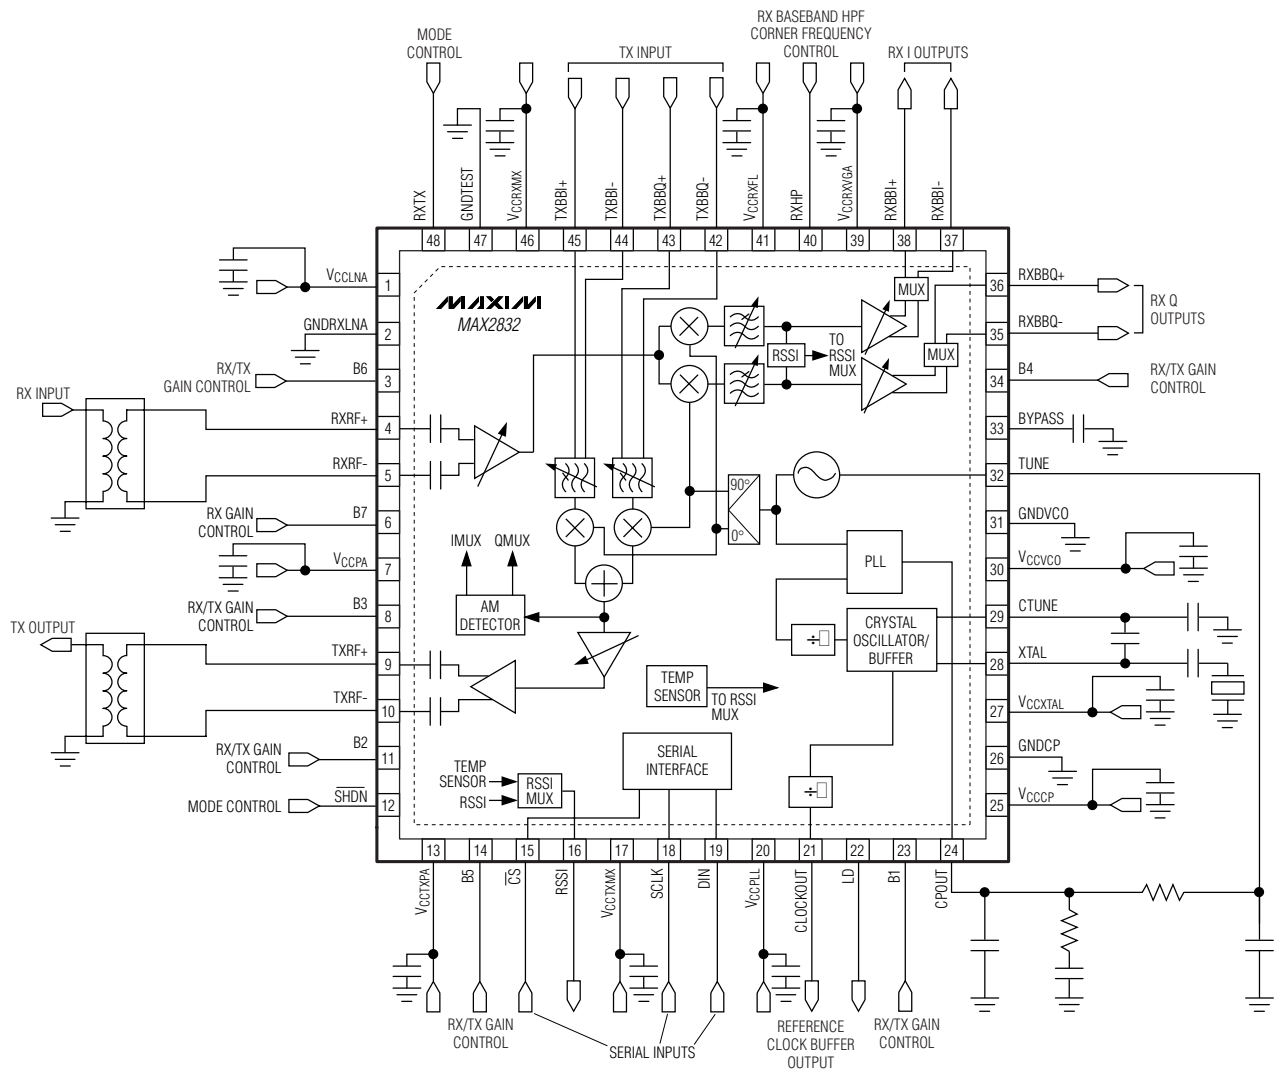 MODE
CONTROL
TX INPUT
RX BASEBAND HPF
CORNER FREQUENCY
CONTROL
RX I OUTPUTS
RXTX
GNDTEST
VCCRXMX
TXBBI+
TXBBI-
TXBBQ+
TXBBQ-
VCCRXFL
RXHP
VCCRXVGA
RXBBI+
RXBBI-
48
47
46
45
44
43
42
41
40
39
38
37
VCCLNA
1
GNDRXLNA
2
RX/TX
GAIN CONTROL
B6
3
RX INPUT
RXRF+
4
RXRF-
5
RX GAIN
CONTROL
B7
6
VCCPA
7
RX/TX GAIN
CONTROL
B3
8
TX OUTPUT
TXRF+
9
TXRF-
10
RX/TX GAIN
CONTROL
B2
11
MODE CONTROL
SHDN
12
MAXIM
MAX2832
MUX
MUX
RSSI
TO
RSSI
MUX
90°
0°
PLL
IMUX
QMUX
AM
DETECTOR
÷
CRYSTAL
OSCILLATOR/
BUFFER
TEMP
SENSOR
TO RSSI
MUX
SERIAL
INTERFACE
TEMP
SENSOR
RSSI
RSSI
MUX
÷
36
RXBBQ+
35
RXBBQ-
RX Q
OUTPUTS
34
B4
RX/TX GAIN
CONTROL
33
BYPASS
32
TUNE
31
GNDVCO
30
VCCVCO
29
CTUNE
28
XTAL
27
VCCXTAL
26
GNDCP
25
VCCCP
13
14
15
16
17
18
19
20
21
22
23
24
VCCTXPA
B5
CS
RSSI
VCCTXMX
SCLK
DIN
VCCPLL
CLOCKOUT
LD
B1
CPOUT
RX/TX GAIN
CONTROL
SERIAL INPUTS
REFERENCE
CLOCK BUFFER
OUTPUT
RX/TX GAIN
CONTROL